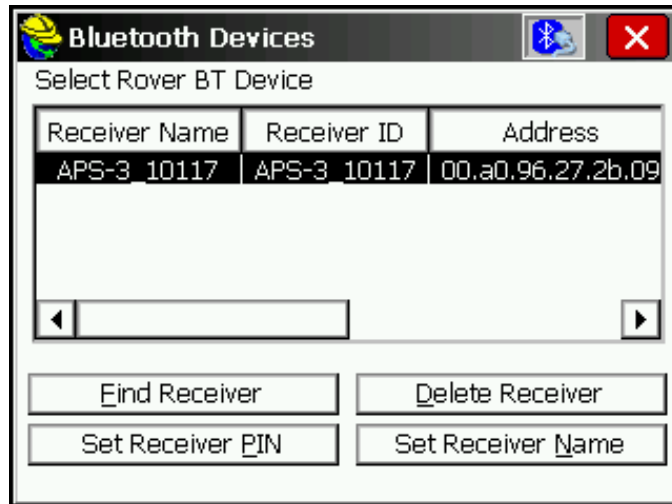 Bluetooth Devices
Select Rover BT Device
Receiver Name Receiver ID Address
APS-3_10117 APS-3_10117 00.a0.96.27.2b.09
Find Receiver Delete Receiver
Set Receiver PIN Set Receiver Name